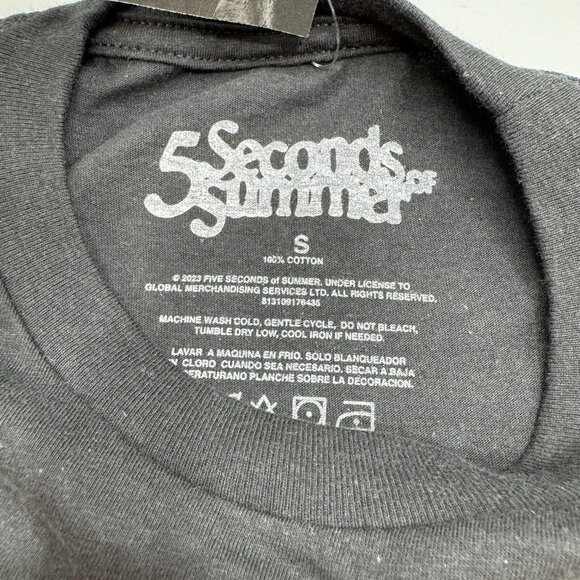 5 Seconds of
Summer
S
100% COTTON
© 2023 FIVE SECONDS of SUMMER. UNDER LICENSE TO
GLOBAL MERCHANDISING SERVICES LTD. ALL RIGHTS RESERVED.
813109176435
MACHINE WASH COLD, GENTLE CYCLE, DO NOT BLEACH,
TUMBLE DRY LOW, COOL IRON IF NEEDED.
LAVAR A MAQUINA EN FRIO. SOLO BLANQUEADOR
CLORO CUANDO SEA NECESARIO. SECAR A BAJA
PLANCHE SOBRE LA DECORACION.